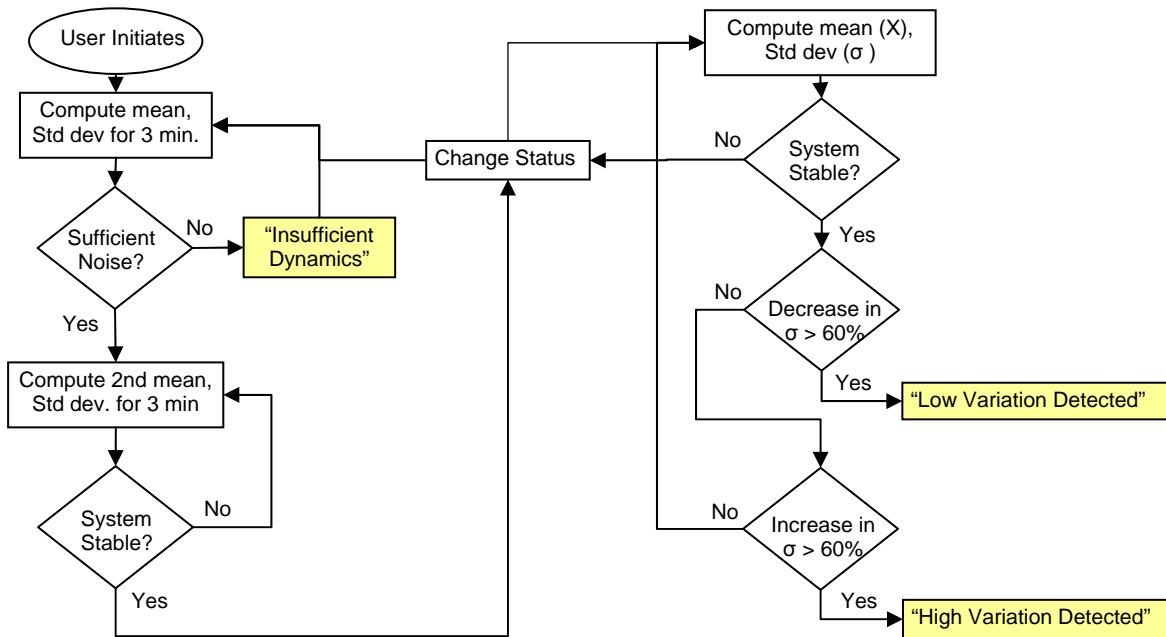 User Initiates
Compute mean,
Std dev for 3 min.
Sufficient
Noise?
No
“Insufficient
Dynamics”
Yes
Compute 2nd mean,
Std dev. for 3 min
System
Stable?
No
Yes
Change Status
Compute mean (X),
Std dev (σ )
System
Stable?
No
Yes
Decrease in
σ > 60%
No
Yes
“Low Variation Detected”
Increase in
σ > 60%
No
Yes
“High Variation Detected”